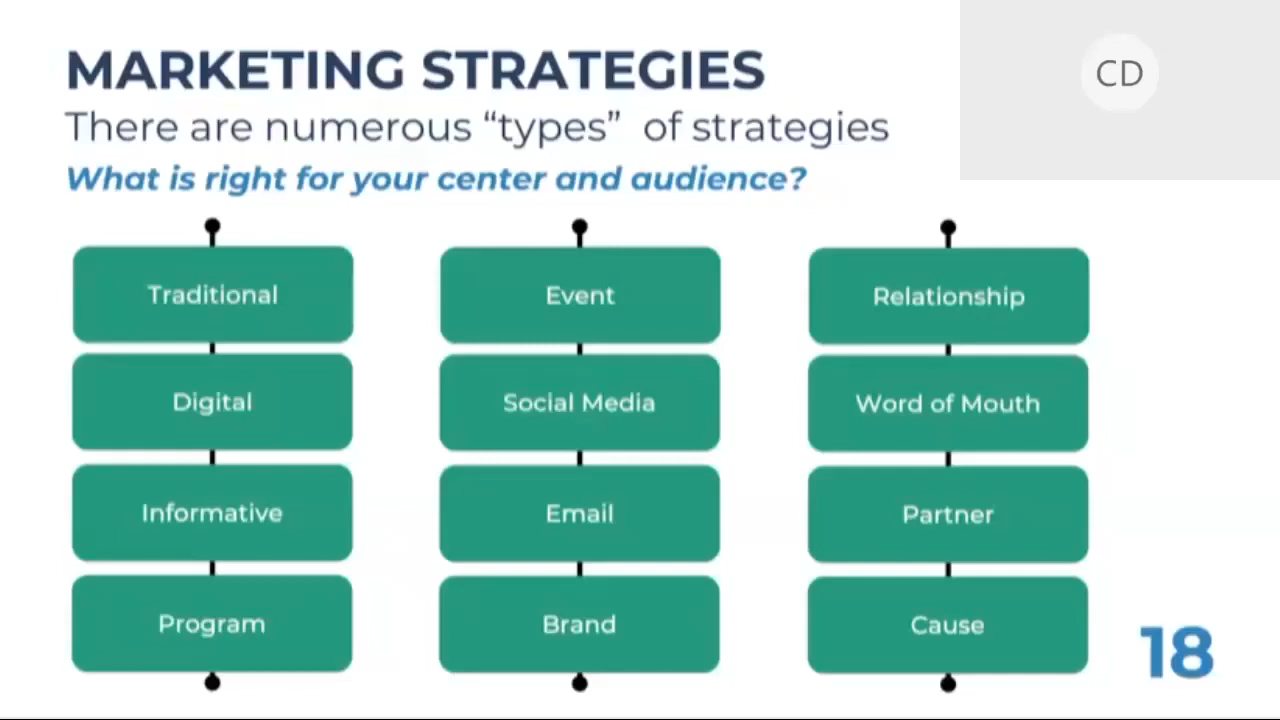 MARKETING STRATEGIES
There are numerous “types” of strategies
What is right for your center and audience?
CD
Traditional
Digital
Informative
Program
Event
Social Media
Email
Brand
Relationship
Word of Mouth
Partner
Cause
18